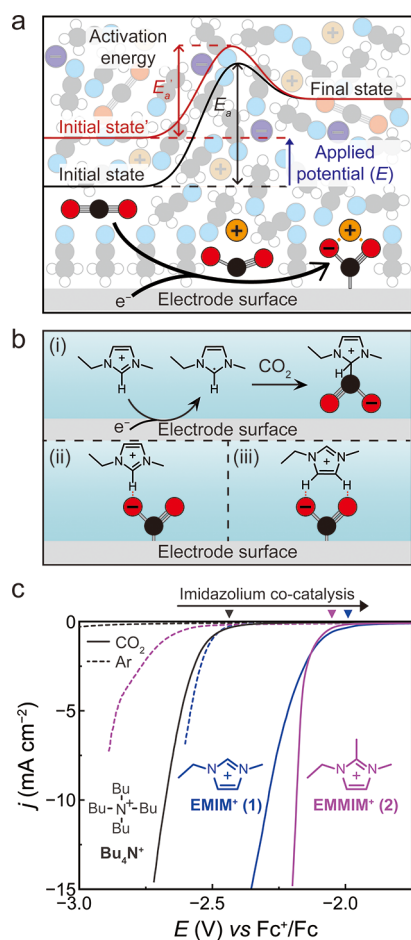 a
Activation
energy
Eₐ'
Eₐ
Final state
Initial state'
Initial state
Applied
potential (E)
+
−
+
e⁻
Electrode surface
b
(i)
N
N
+
H
N
N
H
CO₂
N
N
+
H
−
e⁻
Electrode surface
(ii)
N
N
+
H
−
(iii)
N
N
+
H
H
−
Electrode surface
c
Imidazolium co-catalysis
0
CO₂
Ar
−5
−10
−15
j (mA cm⁻²)
Bu
Bu
N⁺
Bu
Bu
Bu₄N⁺
N
N
+
EMIM⁺ (1)
N
N
+
EMMIM⁺ (2)
−3.0
−2.5
−2.0
E (V) vs Fc⁺/Fc